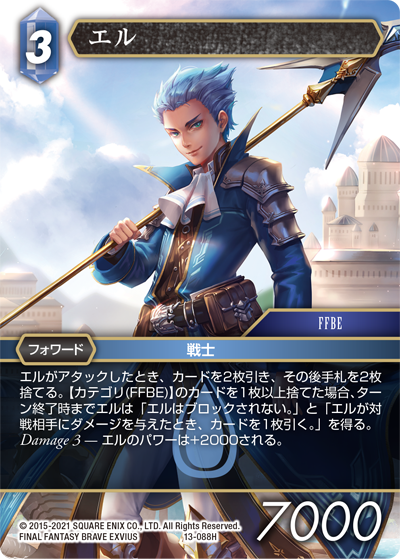 3
エル
FFBE
フォワード
戦士
エルがアタックしたとき、カードを2枚引き、その後手札を2枚
捨てる。【カテゴリ(FFBE)】のカードを1枚以上捨てた場合、ター
ン終了時までエルは「エルはブロックされない。」と「エルが対
戦相手にダメージを与えたとき、カードを1枚引く。」を得る。
Damage 3 — エルのパワーは+2000される。
© 2015-2021 SQUARE ENIX CO., LTD. All Rights Reserved.
FINAL FANTASY BRAVE EXVIUS
13-088H
7000